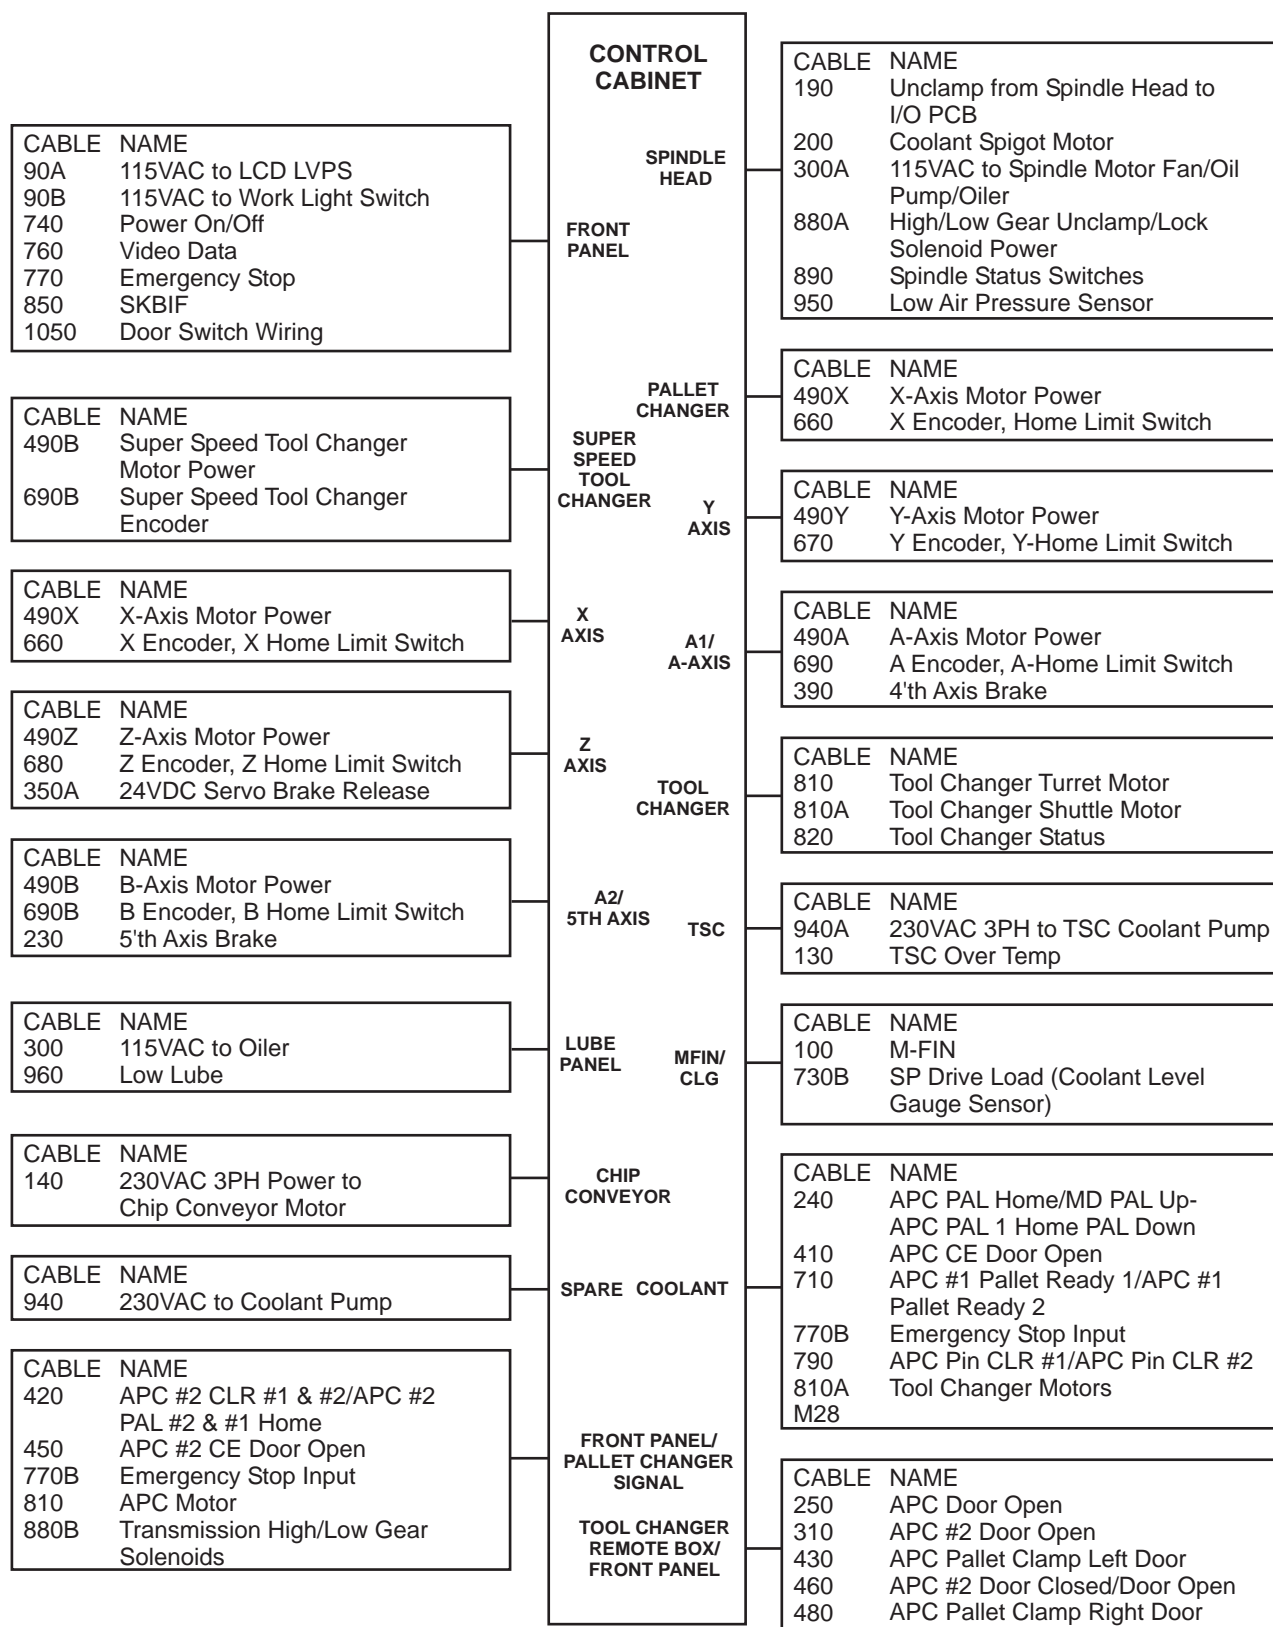 CONTROL
CABINET
CABLE NAME
90A 115VAC to LCD LVPS
90B 115VAC to Work Light Switch
740 Power On/Off
760 Video Data
770 Emergency Stop
850 SKBIF
1050 Door Switch Wiring
FRONT
PANEL
CABLE NAME
490B Super Speed Tool Changer
Motor Power
690B Super Speed Tool Changer
Encoder
SUPER
SPEED
TOOL
CHANGER
CABLE NAME
490X X-Axis Motor Power
660 X Encoder, X Home Limit Switch
X
AXIS
CABLE NAME
490Z Z-Axis Motor Power
680 Z Encoder, Z Home Limit Switch
350A 24VDC Servo Brake Release
Z
AXIS
CABLE NAME
490B B-Axis Motor Power
690B B Encoder, B Home Limit Switch
230 5'th Axis Brake
A2/
5TH AXIS
CABLE NAME
300 115VAC to Oiler
960 Low Lube
LUBE
PANEL
CABLE NAME
140 230VAC 3PH Power to
Chip Conveyor Motor
CHIP
CONVEYOR
CABLE NAME
940 230VAC to Coolant Pump
SPARE
CABLE NAME
420 APC #2 CLR #1 & #2/APC #2
PAL #2 & #1 Home
450 APC #2 CE Door Open
770B Emergency Stop Input
810 APC Motor
880B Transmission High/Low Gear
Solenoids
FRONT PANEL/
PALLET CHANGER
SIGNAL
SPINDLE
HEAD
CABLE NAME
190 Unclamp from Spindle Head to
I/O PCB
200 Coolant Spigot Motor
300A 115VAC to Spindle Motor Fan/Oil
Pump/Oiler
880A High/Low Gear Unclamp/Lock
Solenoid Power
890 Spindle Status Switches
950 Low Air Pressure Sensor
PALLET
CHANGER
CABLE NAME
490X X-Axis Motor Power
660 X Encoder, Home Limit Switch
Y
AXIS
CABLE NAME
490Y Y-Axis Motor Power
670 Y Encoder, Y-Home Limit Switch
A1/
A-AXIS
CABLE NAME
490A A-Axis Motor Power
690 A Encoder, A-Home Limit Switch
390 4'th Axis Brake
TOOL
CHANGER
CABLE NAME
810 Tool Changer Turret Motor
810A Tool Changer Shuttle Motor
820 Tool Changer Status
TSC
CABLE NAME
940A 230VAC 3PH to TSC Coolant Pump
130 TSC Over Temp
MFIN/
CLG
CABLE NAME
100 M-FIN
730B SP Drive Load (Coolant Level
Gauge Sensor)
COOLANT
CABLE NAME
240 APC PAL Home/MD PAL Up-
APC PAL 1 Home PAL Down
410 APC CE Door Open
710 APC #1 Pallet Ready 1/APC #1
Pallet Ready 2
770B Emergency Stop Input
790 APC Pin CLR #1/APC Pin CLR #2
810A Tool Changer Motors
M28
TOOL CHANGER
REMOTE BOX/
FRONT PANEL
CABLE NAME
250 APC Door Open
310 APC #2 Door Open
430 APC Pallet Clamp Left Door
460 APC #2 Door Closed/Door Open
480 APC Pallet Clamp Right Door